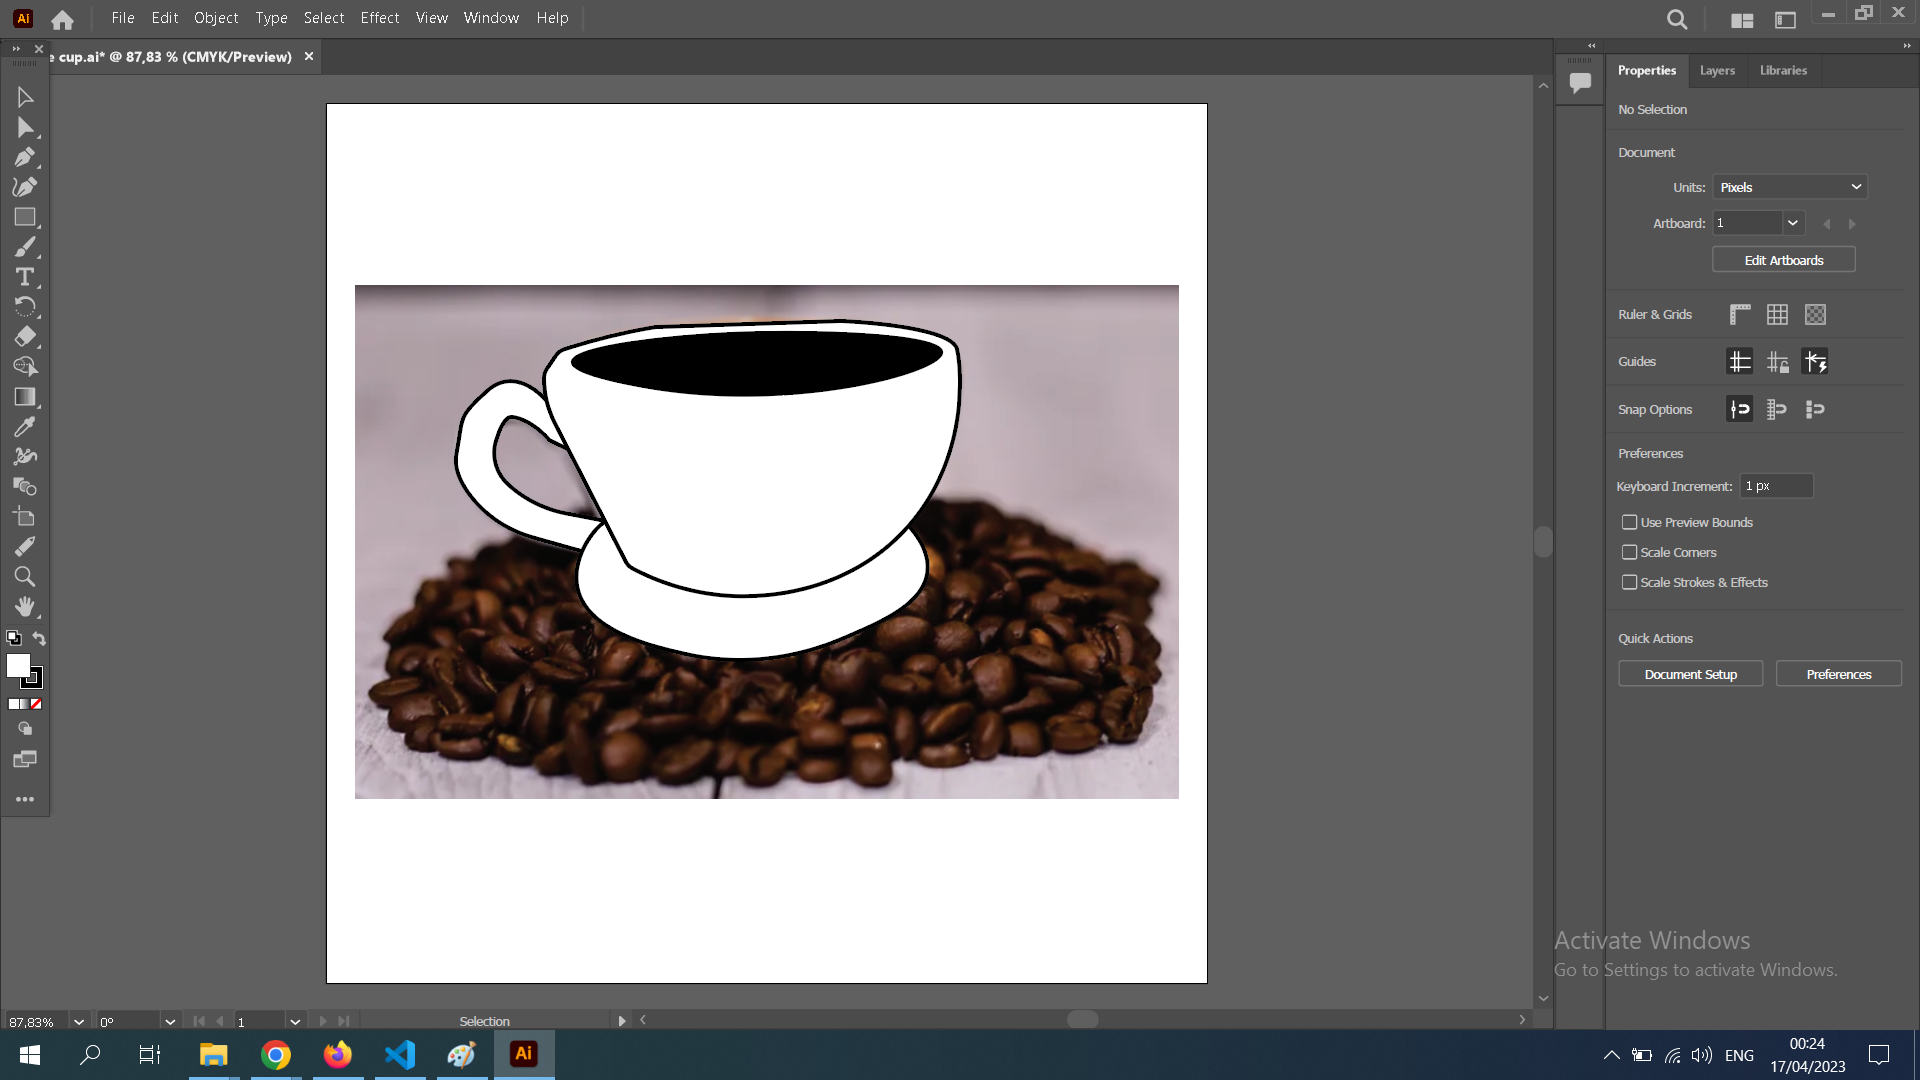 Ai File Edit Object Type Select Effect View Window Help
e cup.ai* @ 87,83 % (CMYK/Preview)
Properties Layers Libraries
No Selection
Document
Units: Pixels
Artboard: 1
Edit Artboards
Ruler & Grids
Guides
Snap Options
Preferences
Keyboard Increment: 1 px
Use Preview Bounds
Scale Corners
Scale Strokes & Effects
Quick Actions
Document Setup Preferences
Activate Windows
Go to Settings to activate Windows.
87,83% 0° 1 Selection
Ai ENG 00:24
17/04/2023